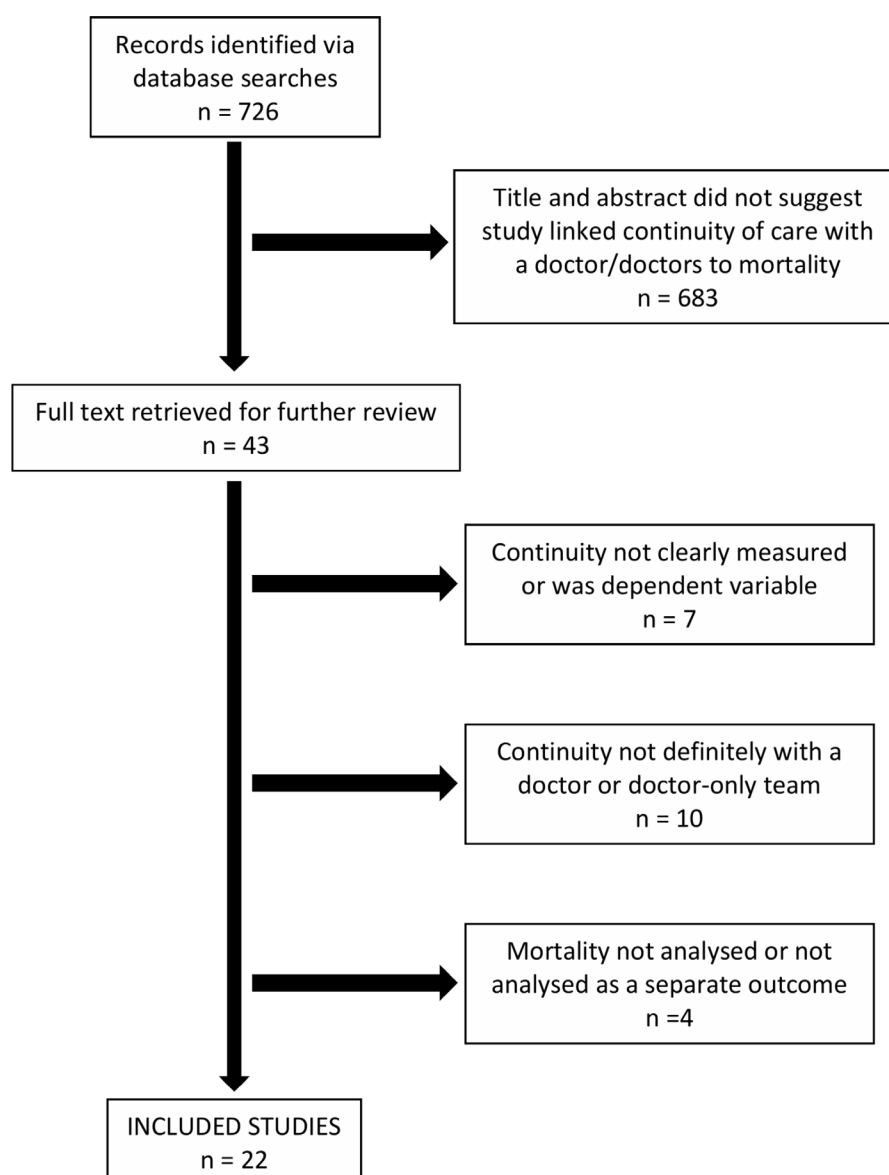 Records identified via
database searches
n = 726
Title and abstract did not suggest
study linked continuity of care with
a doctor/doctors to mortality
n = 683
Full text retrieved for further review
n = 43
Continuity not clearly measured
or was dependent variable
n = 7
Continuity not definitely with a
doctor or doctor-only team
n = 10
Mortality not analysed or not
analysed as a separate outcome
n =4
INCLUDED STUDIES
n = 22